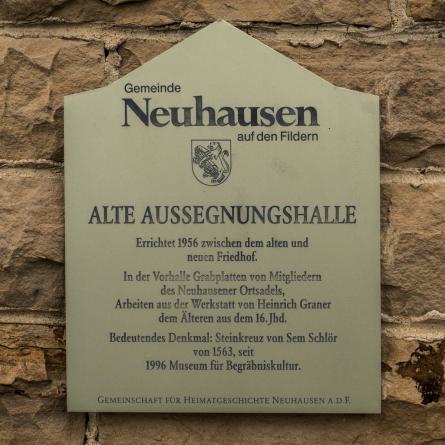 Gemeinde
Neuhausen
auf den Fildern
ALTE AUSSEGNUNGSHALLE
Errichtet 1956 zwischen dem alten und
neuen Friedhof.
In der Vorhalle Grabplatten von Mitgliedern
des Neuhausener Ortsadels,
Arbeiten aus der Werkstatt von Heinrich Graner
dem Älteren aus dem 16. Jhd.
Bedeutendes Denkmal: Steinkreuz von Sem Schlör
von 1563, seit
1996 Museum für Begräbniskultur.
GEMEINSCHAFT FÜR HEIMATGESCHICHTE NEUHAUSEN A.D.F.